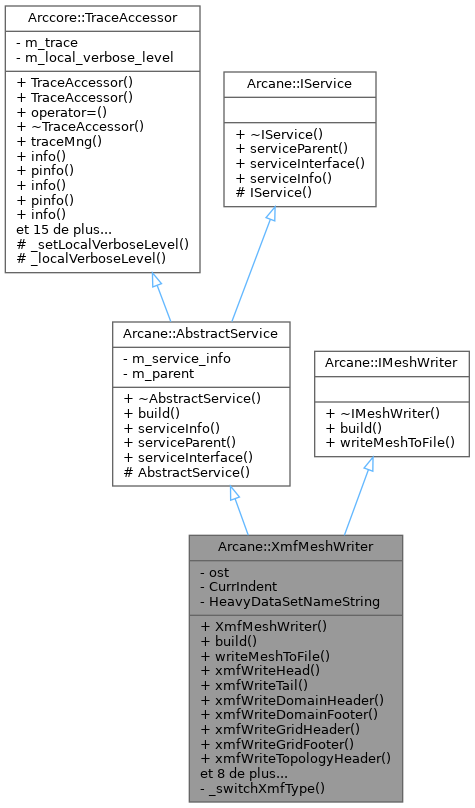 Arccore::TraceAccessor
- m_trace
- m_local_verbose_level
+ TraceAccessor()
+ TraceAccessor()
+ operator=()
+ ~TraceAccessor()
+ traceMng()
+ info()
+ pinfo()
+ info()
+ pinfo()
+ info()
et 15 de plus...
# _setLocalVerboseLevel()
# _localVerboseLevel()
Arcane::IService
+ ~IService()
+ serviceParent()
+ serviceInterface()
+ serviceInfo()
# IService()
Arcane::AbstractService
- m_service_info
- m_parent
+ ~AbstractService()
+ build()
+ serviceInfo()
+ serviceParent()
+ serviceInterface()
# AbstractService()
Arcane::IMeshWriter
+ ~IMeshWriter()
+ build()
+ writeMeshToFile()
Arcane::XmfMeshWriter
- ost
- CurrIndent
- HeavyDataSetNameString
+ XmfMeshWriter()
+ build()
+ writeMeshToFile()
+ xmfWriteHead()
+ xmfWriteTail()
+ xmfWriteDomainHeader()
+ xmfWriteDomainFooter()
+ xmfWriteGridHeader()
+ xmfWriteGridFooter()
+ xmfWriteTopologyHeader()
et 8 de plus...
- _switchXmfType()